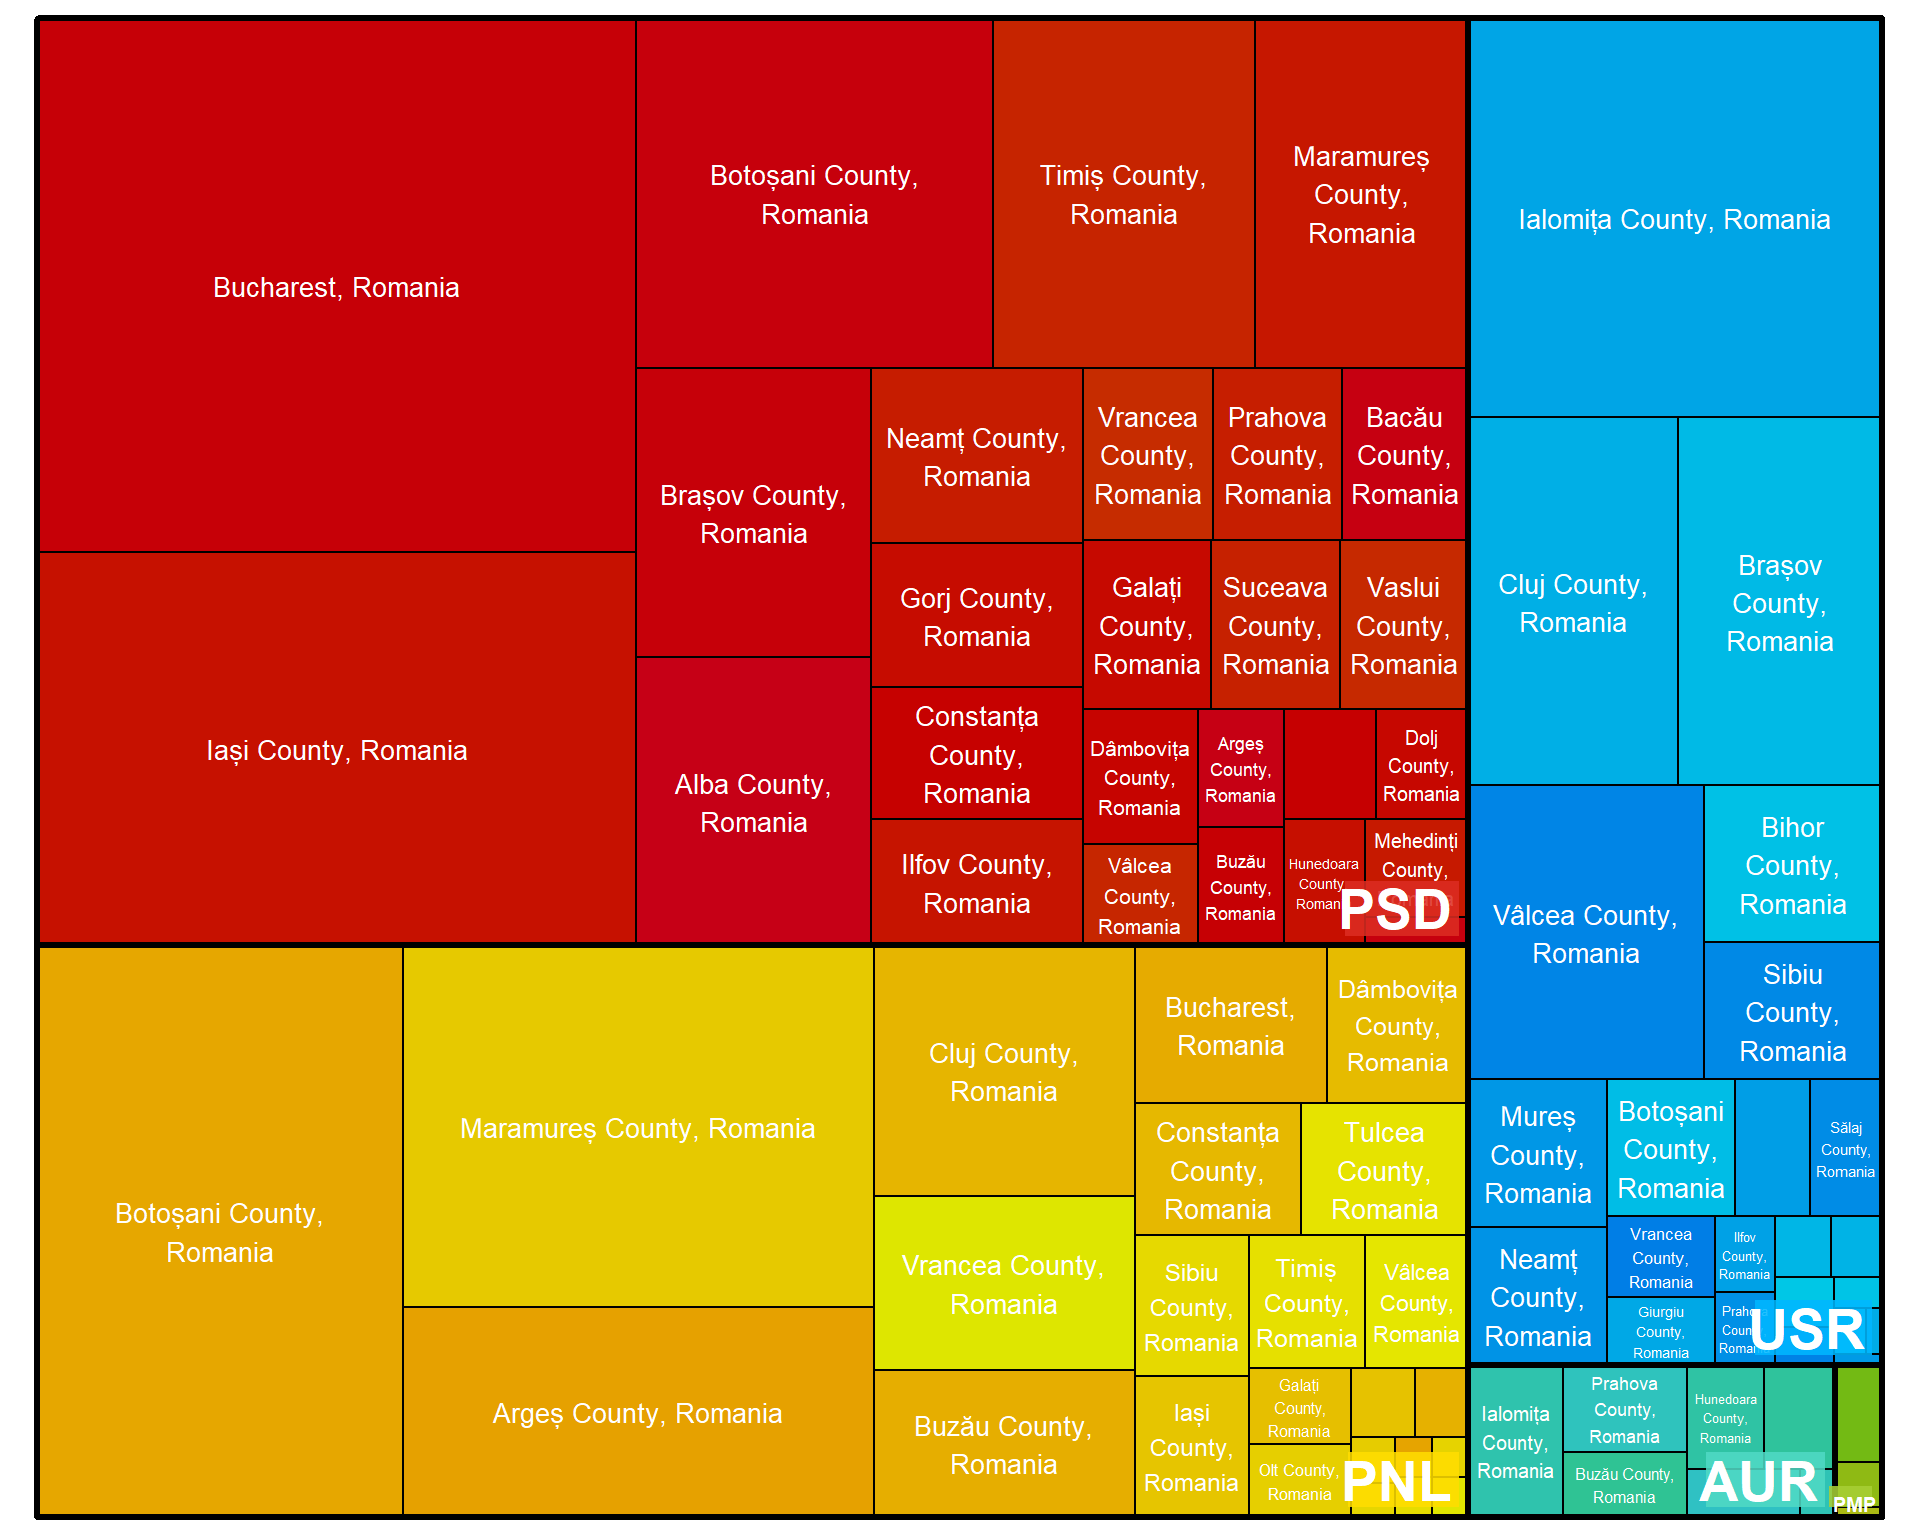 Bucharest, Romania
Iași County, Romania
Botoșani County,
Romania
Timiș County,
Romania
Maramureș
County,
Romania
Brașov County,
Romania
Alba County,
Romania
Neamț County,
Romania
Gorj County,
Romania
Constanța
County,
Romania
Ilfov County,
Romania
Vrancea
County,
Romania
Prahova
County,
Romania
Bacău
County,
Romania
Galați
County,
Romania
Suceava
County,
Romania
Vaslui
County,
Romania
Dâmbovița
County,
Romania
Vâlcea
County,
Romania
Argeș
County,
Romania
Buzău
County,
Romania
Dolj
County,
Romania
Hunedoara
County
Roman
Mehedinți
County,
PSD
Botoșani County,
Romania
Maramureș County, Romania
Argeș County, Romania
Cluj County,
Romania
Vrancea County,
Romania
Buzău County,
Romania
Bucharest,
Romania
Dâmbovița
County,
Romania
Constanța
County,
Romania
Tulcea
County,
Romania
Sibiu
County,
Romania
Timiș
County,
Romania
Vâlcea
County,
Romania
Iași
County,
Romania
Galați
County,
Romania
Olt County,
Romania
PNL
Ialomița County, Romania
Cluj County,
Romania
Brașov
County,
Romania
Vâlcea County,
Romania
Bihor
County,
Romania
Sibiu
County,
Romania
Mureș
County,
Romania
Neamț
County,
Romania
Botoșani
County,
Romania
Sălaj
County,
Romania
Vrancea
County,
Romania
Giurgiu
County,
Romania
Ilfov
County,
Romania
Praho
Coun
Roma
USR
Ialomița
County,
Romania
Prahova
County,
Romania
Buzău County,
Romania
Hunedoara
County,
Romania
AUR
PMP